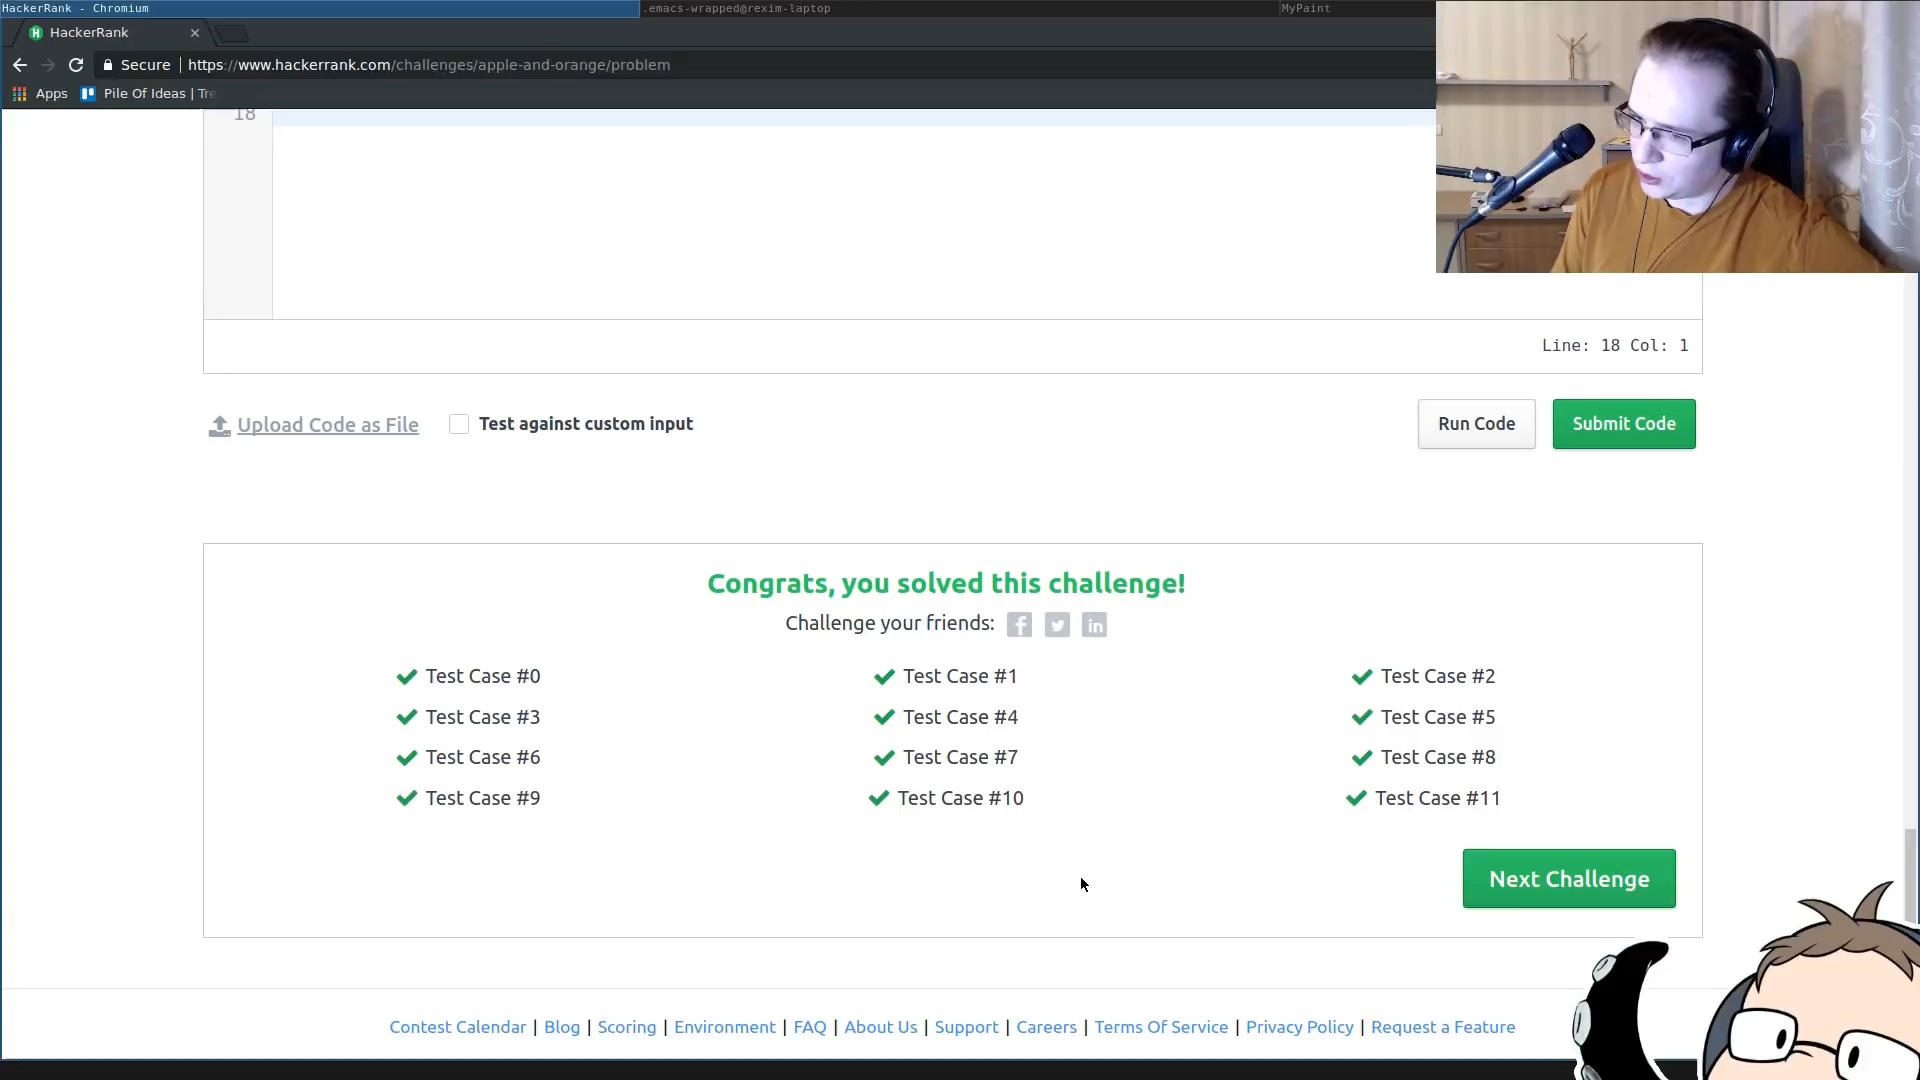 HackerRank - Chromium
.emacs-wrapped@rexim-laptop
MyPaint
HackerRank
Secure
https://www.hackerrank.com/challenges/apple-and-orange/problem
Apps
Pile Of Ideas | Tre
18
Line: 18 Col: 1
Upload Code as File
Test against custom input
Run Code
Submit Code
Congrats, you solved this challenge!
Challenge your friends:
Test Case #0
Test Case #1
Test Case #2
Test Case #3
Test Case #4
Test Case #5
Test Case #6
Test Case #7
Test Case #8
Test Case #9
Test Case #10
Test Case #11
Next Challenge
Contest Calendar | Blog | Scoring | Environment | FAQ | About Us | Support | Careers | Terms Of Service | Privacy Policy | Request a Feature